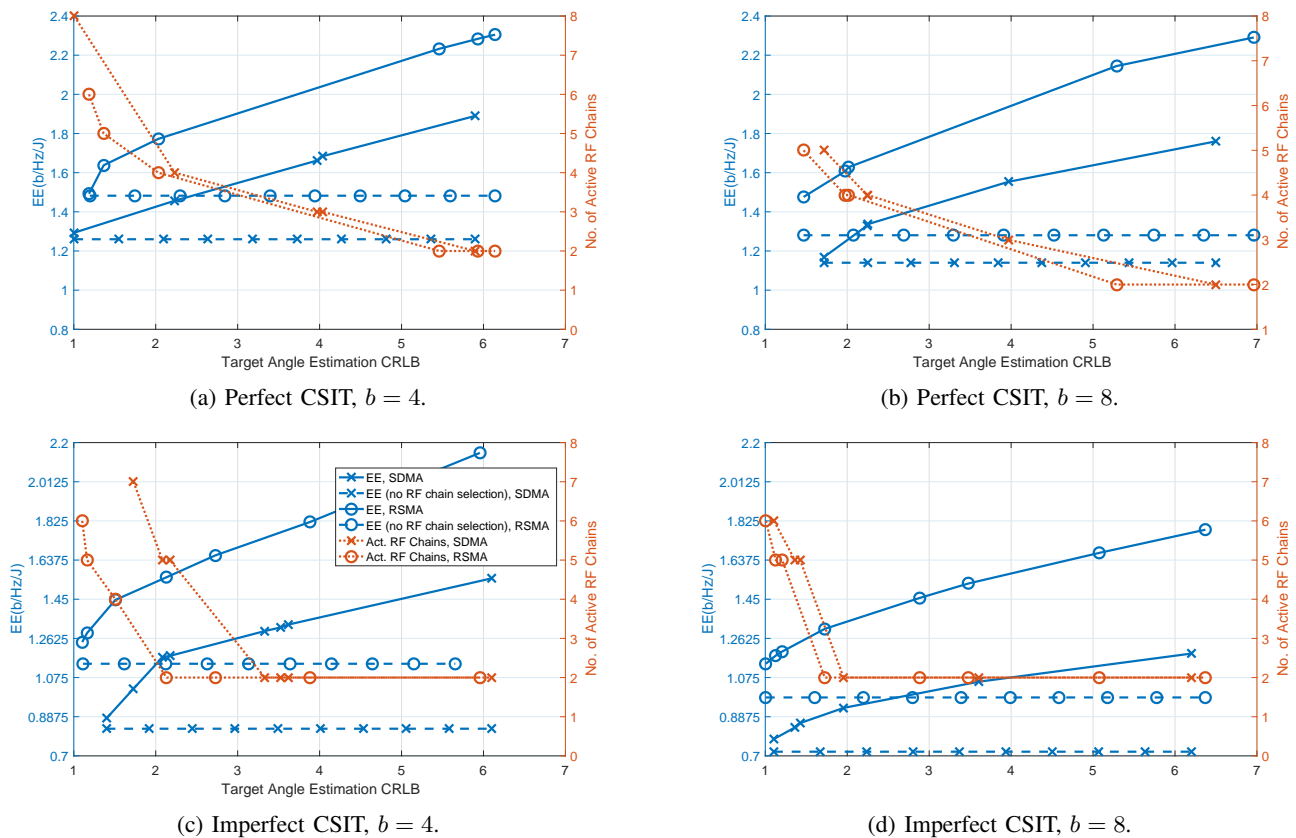 2.4
2.2
2
1.8
1.6
1.4
1.2
1
0.8
EE(b/Hz/J)
8
7
6
5
4
3
2
1
0
No. of Active RF Chains
1 2 3 4 5 6 7
Target Angle Estimation CRLB
(a) Perfect CSIT, b = 4.
2.4
2.2
2
1.8
1.6
1.4
1.2
1
0.8
EE(b/Hz/J)
8
7
6
5
4
3
2
1
No. of Active RF Chains
1 2 3 4 5 6 7
Target Angle Estimation CRLB
(b) Perfect CSIT, b = 8.
2.2
2.0125
1.825
1.6375
1.45
1.2625
1.075
0.8875
0.7
EE(b/Hz/J)
EE, SDMA
EE (no RF chain selection), SDMA
EE, RSMA
EE (no RF chain selection), RSMA
Act. RF Chains, SDMA
Act. RF Chains, RSMA
8
7
6
5
4
3
2
1
0
No. of Active RF Chains
1 2 3 4 5 6 7
Target Angle Estimation CRLB
(c) Imperfect CSIT, b = 4.
2.2
2.0125
1.825
1.6375
1.45
1.2625
1.075
0.8875
0.7
EE(b/Hz/J)
8
7
6
5
4
3
2
1
0
No. of Active RF Chains
1 2 3 4 5 6 7
Target Angle Estimation CRLB
(d) Imperfect CSIT, b = 8.